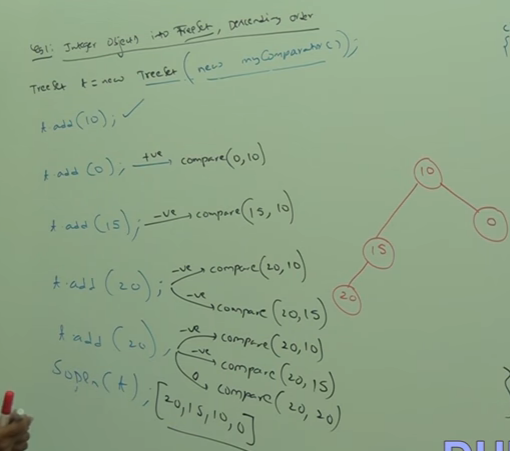 Eg1: Integer Objects into TreeSet, Descending order
TreeSet t = new TreeSet(new myComparator());
t.add(10); ✓
t.add(0); +ve → compare(0,10)
t.add(15); -ve → compare(15,10)
t.add(20); -ve → compare(20,10)
-ve → compare(20,15)
t.add(20); -ve → compare(20,10)
-ve → compare(20,15)
0 → compare(20,20)
Sopln(t); [20,15,10,0]
10
15
0
20